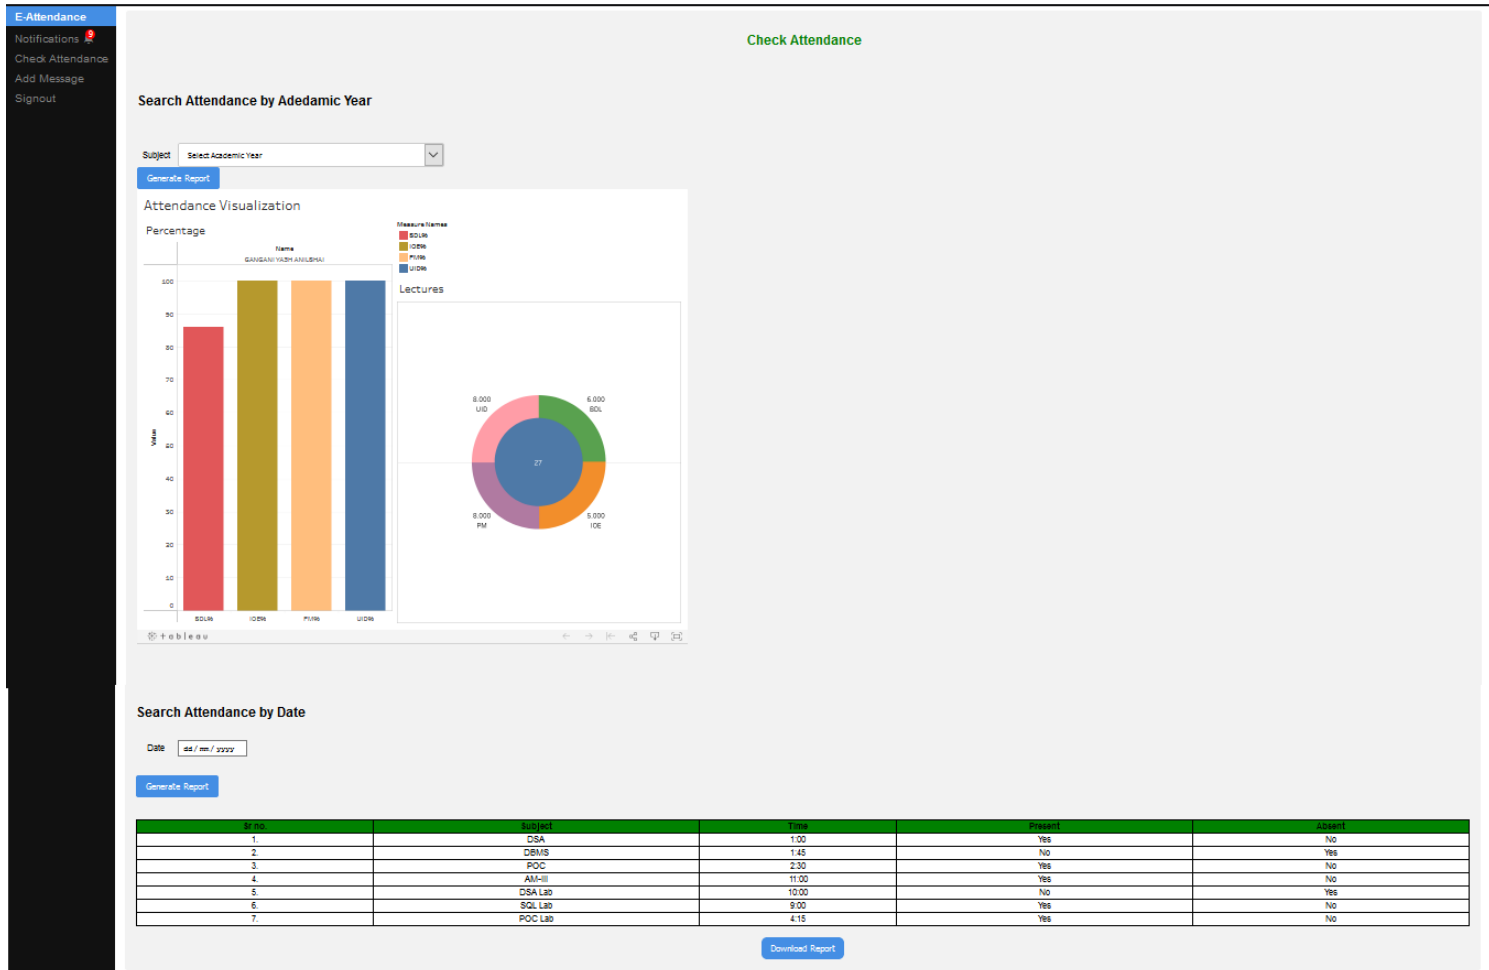 E-Attendance
Notifications 9
Check Attendance
Add Message
Signout
Check Attendance
Search Attendance by Adedamic Year
Subject Select Academic Year
Generate Report
Attendance Visualization
Percentage
Name
GANGANI YASH ANILBHAI
Value
100
90
80
70
60
50
40
30
20
10
0
SDL% IOE% PM% UID%
Measure Names
SDL%
IOE%
PM%
UID%
Lectures
8.000 6.000
UID SDL
27
8.000 5.000
PM IOE
tableau
Search Attendance by Date
Date dd / mm / yyyy
Generate Report
Sr no. Subject Time Present Absent
1. DSA 1:00 Yes No
2. DBMS 1:45 No Yes
3. POC 2:30 Yes No
4. AM-III 11:00 Yes No
5. DSA Lab 10:00 No Yes
6. SQL Lab 9:00 Yes No
7. POC Lab 4:15 Yes No
Download Report